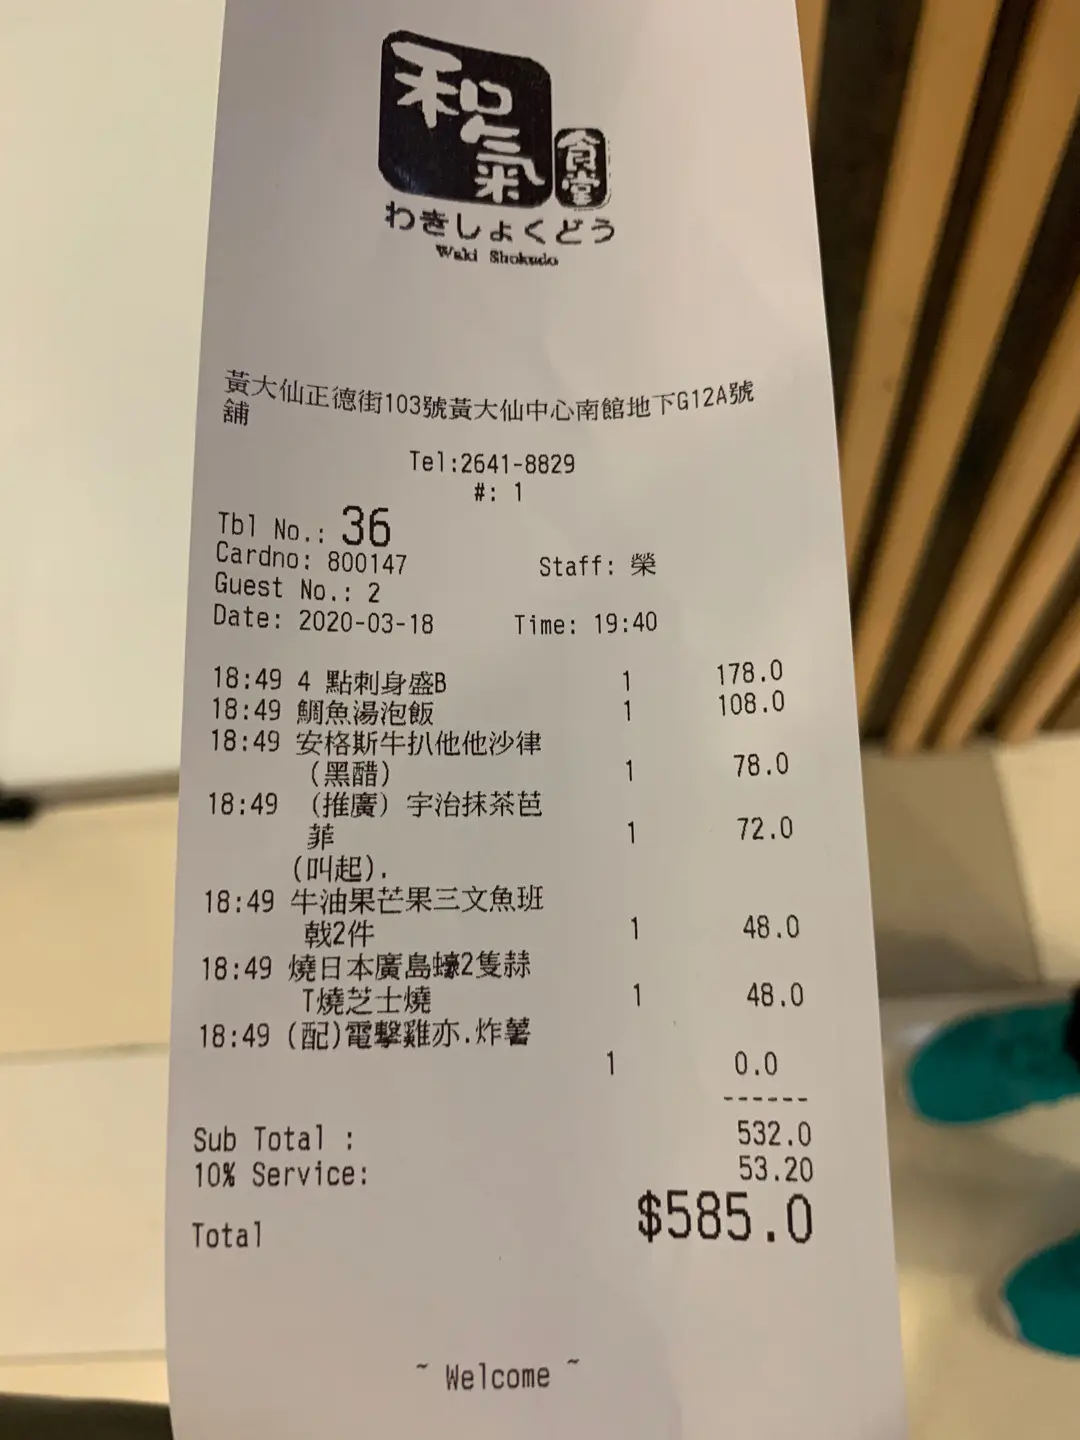 和氣
食堂
わきしょくどう
Waki Shokudo
黃大仙正德街103號黃大仙中心南館地下G12A號
舖
Tel:2641-8829
#: 1
Tbl No.: 36
Cardno: 800147 Staff: 榮
Guest No.: 2
Date: 2020-03-18 Time: 19:40
18:49 4 點刺身盛B 1 178.0
18:49 鯛魚湯泡飯 1 108.0
18:49 安格斯牛扒他他沙律
(黑醋) 1 78.0
18:49 (推廣) 宇治抹茶芭
菲 1 72.0
(叫起).
18:49 牛油果芒果三文魚班
戟2件 1 48.0
18:49 燒日本廣島蠔2隻蒜
T燒芝士燒 1 48.0
18:49 (配)電擊雞亦.炸薯
1 0.0
------
Sub Total : 532.0
10% Service: 53.20
Total $585.0
~ Welcome ~